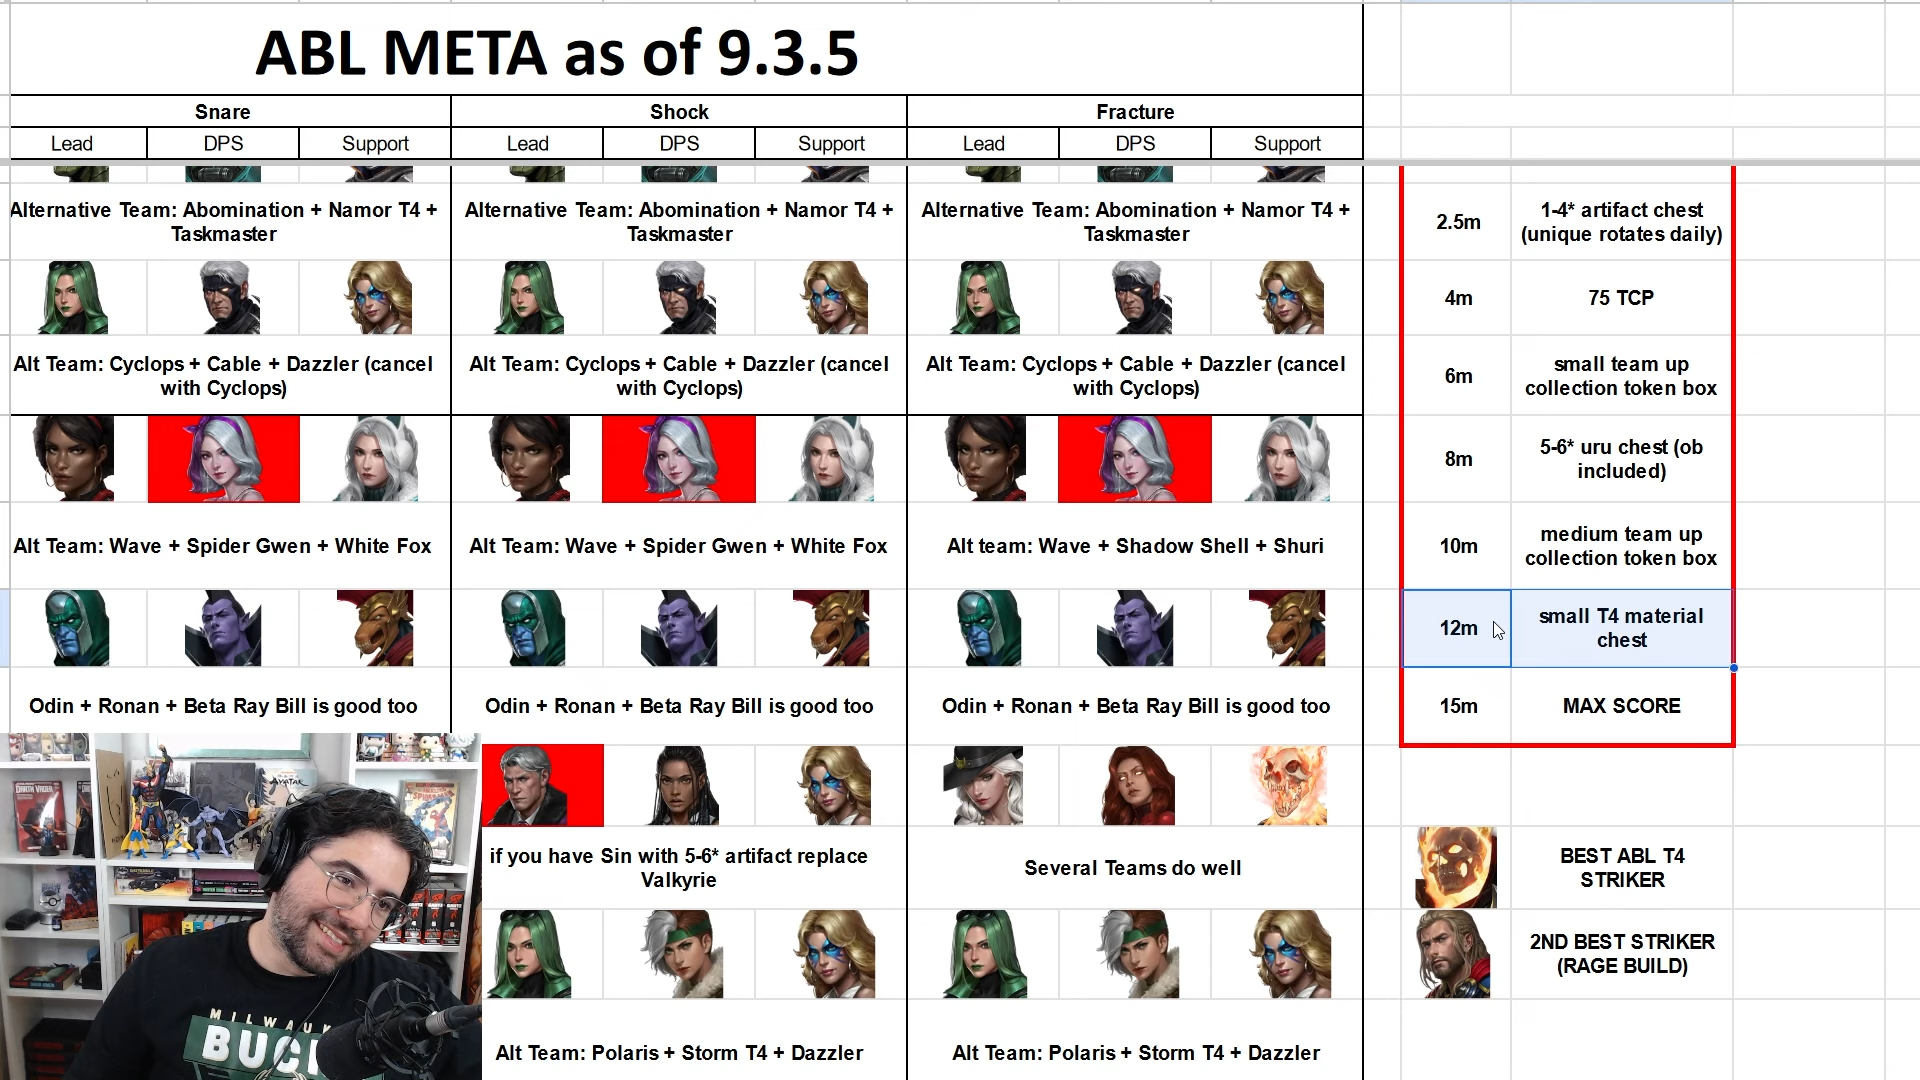 ABL META as of 9.3.5
Snare
Shock
Fracture
Lead
DPS
Support
Lead
DPS
Support
Lead
DPS
Support
Alternative Team: Abomination + Namor T4 +
Taskmaster
Alternative Team: Abomination + Namor T4 +
Taskmaster
Alternative Team: Abomination + Namor T4 +
Taskmaster
2.5m
1-4* artifact chest
(unique rotates daily)
4m
75 TCP
Alt Team: Cyclops + Cable + Dazzler (cancel
with Cyclops)
Alt Team: Cyclops + Cable + Dazzler (cancel
with Cyclops)
Alt Team: Cyclops + Cable + Dazzler (cancel
with Cyclops)
6m
small team up
collection token box
8m
5-6* uru chest (ob
included)
Alt Team: Wave + Spider Gwen + White Fox
Alt Team: Wave + Spider Gwen + White Fox
Alt team: Wave + Shadow Shell + Shuri
10m
medium team up
collection token box
12m
small T4 material
chest
Odin + Ronan + Beta Ray Bill is good too
Odin + Ronan + Beta Ray Bill is good too
Odin + Ronan + Beta Ray Bill is good too
15m
MAX SCORE
if you have Sin with 5-6* artifact replace
Valkyrie
Several Teams do well
BEST ABL T4
STRIKER
2ND BEST STRIKER
(RAGE BUILD)
Alt Team: Polaris + Storm T4 + Dazzler
Alt Team: Polaris + Storm T4 + Dazzler
DARTH VADER
AVATAR